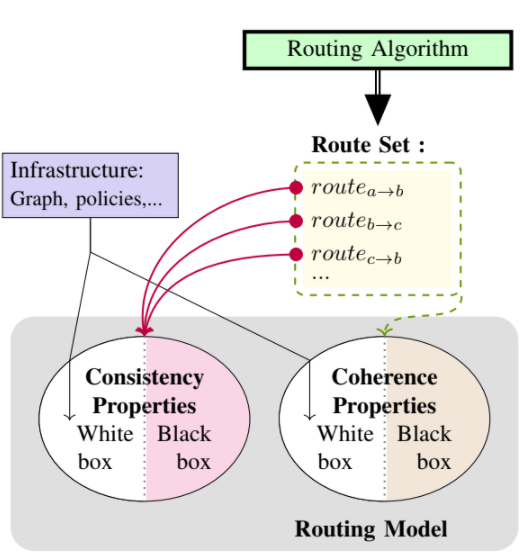 Routing Algorithm
Route Set :
Infrastructure:
Graph, policies,...
route_{a→b}
route_{b→c}
route_{c→b}
...
Consistency
Properties
White Black
box box
Coherence
Properties
White Black
box box
Routing Model